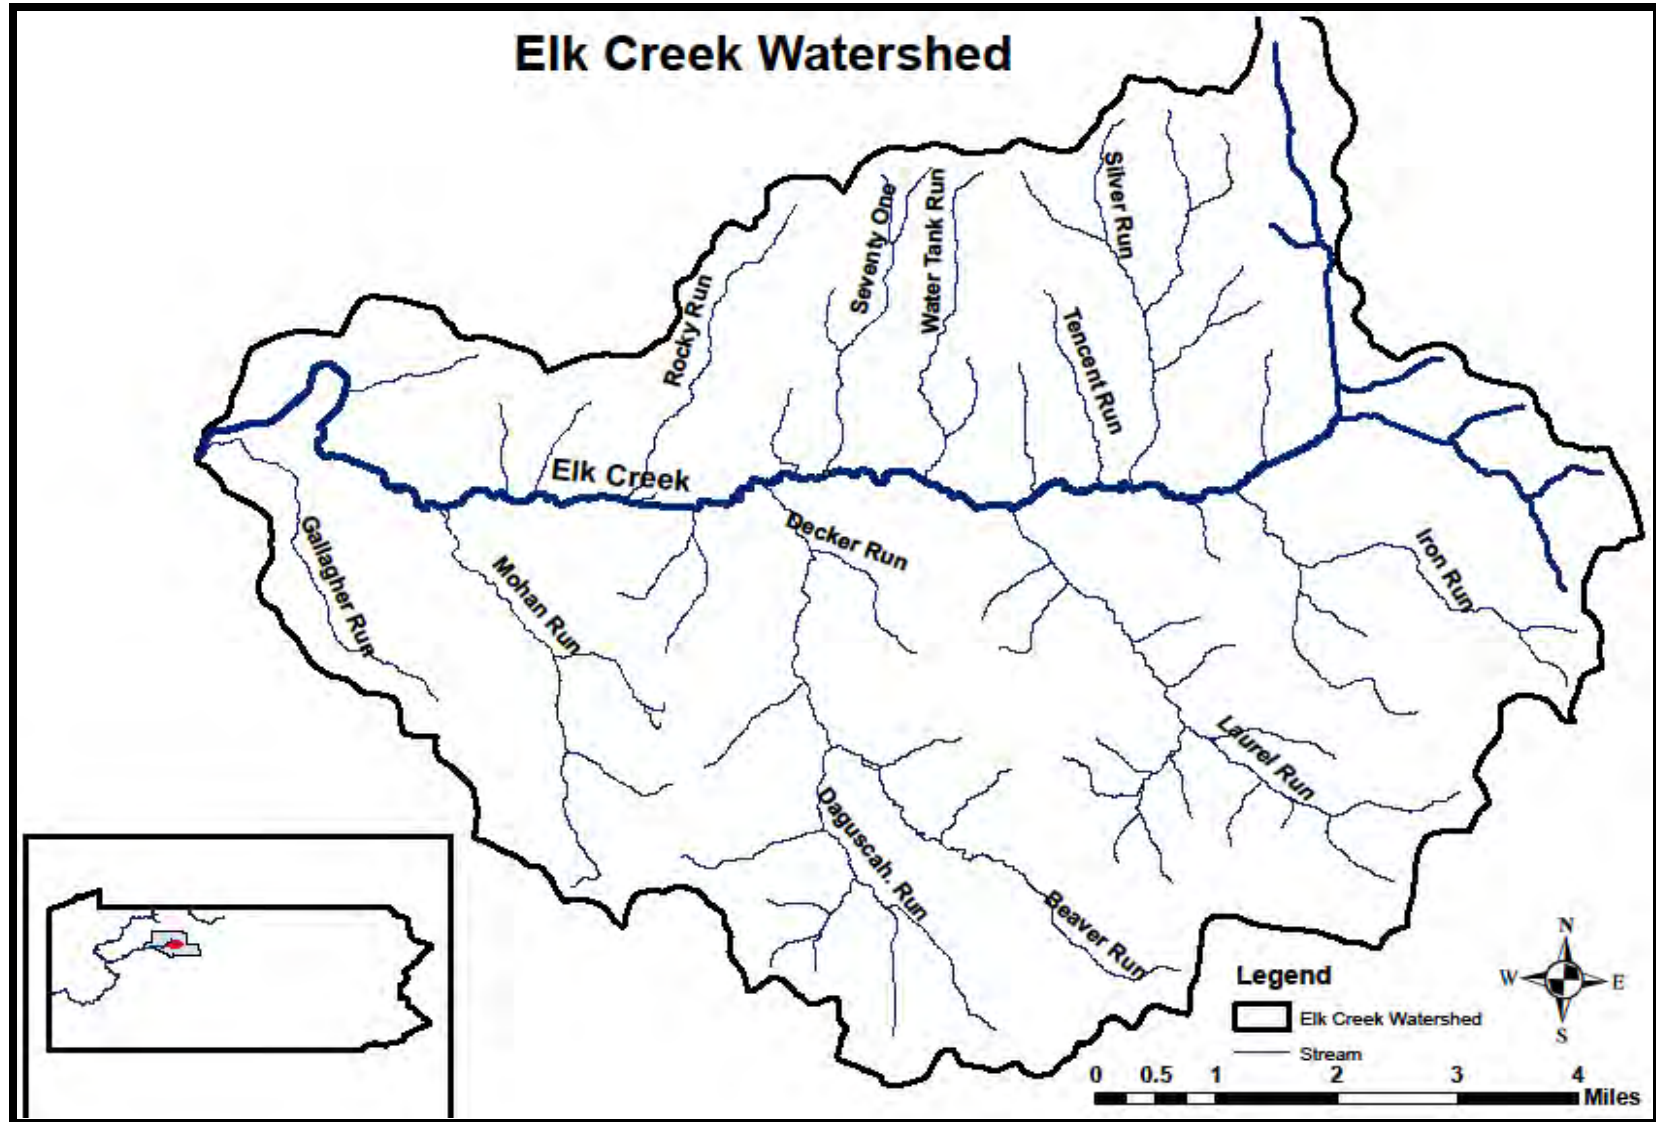 Elk Creek Watershed
Silver Run
Seventy One
Water Tank Run
Rocky Run
Tencent Run
Elk Creek
Gallagher Run
Mohan Run
Decker Run
Iron Run
Laurel Run
Daguscah. Run
Beaver Run
N
W
E
S
Legend
Elk Creek Watershed
Stream
0 0.5 1 2 3 4
Miles